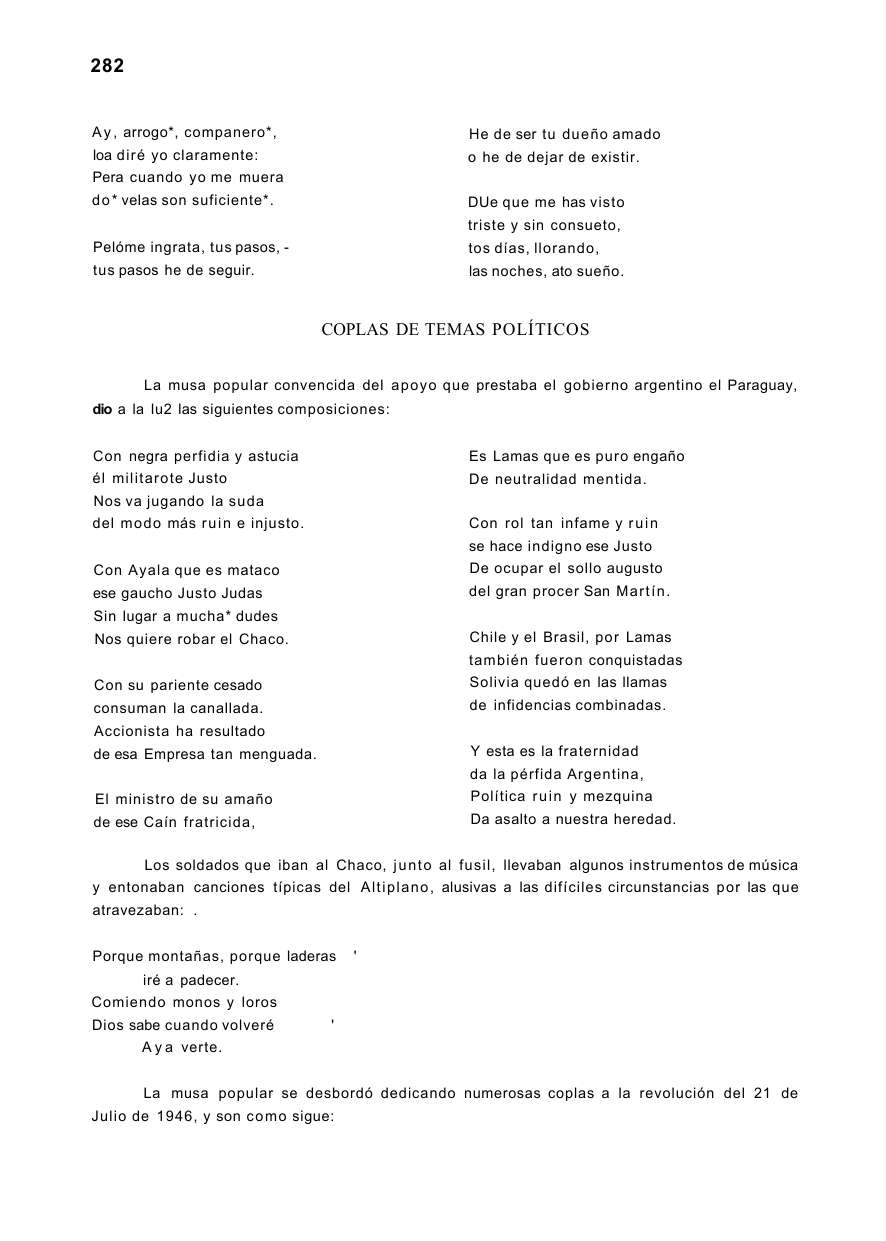 282
Ay, arrogo*, companero*,
loa diré yo claramente:
Pera cuando yo me muera
do* velas son suficiente*.
Pelóme ingrata, tus pasos, -
tus pasos he de seguir.
He de ser tu dueño amado
o he de dejar de existir.
DUe que me has visto
triste y sin consueto,
tos días, llorando,
las noches, ato sueño.
COPLAS DE TEMAS POLÍTICOS
La musa popular convencida del apoyo que prestaba el gobierno argentino el Paraguay,
dio a la lu2 las siguientes composiciones:
Con negra perfidia y astucia
él militarote Justo
Nos va jugando la suda
del modo más ruin e injusto.
Con Ayala que es mataco
ese gaucho Justo Judas
Sin lugar a mucha* dudes
Nos quiere robar el Chaco.
Con su pariente cesado
consuman la canallada.
Accionista ha resultado
de esa Empresa tan menguada.
El ministro de su amaño
de ese Caín fratricida,
Es Lamas que es puro engaño
De neutralidad mentida.
Con rol tan infame y ruin
se hace indigno ese Justo
De ocupar el sollo augusto
del gran procer San Martín.
Chile y el Brasil, por Lamas
también fueron conquistadas
Solivia quedó en las llamas
de infidencias combinadas.
Y esta es la fraternidad
da la pérfida Argentina,
Política ruin y mezquina
Da asalto a nuestra heredad.
Los soldados que iban al Chaco, junto al fusil, llevaban algunos instrumentos de música
y entonaban canciones típicas del Altiplano, alusivas a las difíciles circunstancias por las que
atravezaban: .
Porque montañas, porque laderas '
iré a padecer.
Comiendo monos y loros
Dios sabe cuando volveré '
A y a verte.
La musa popular se desbordó dedicando numerosas coplas a la revolución del 21 de
Julio de 1946, y son como sigue: